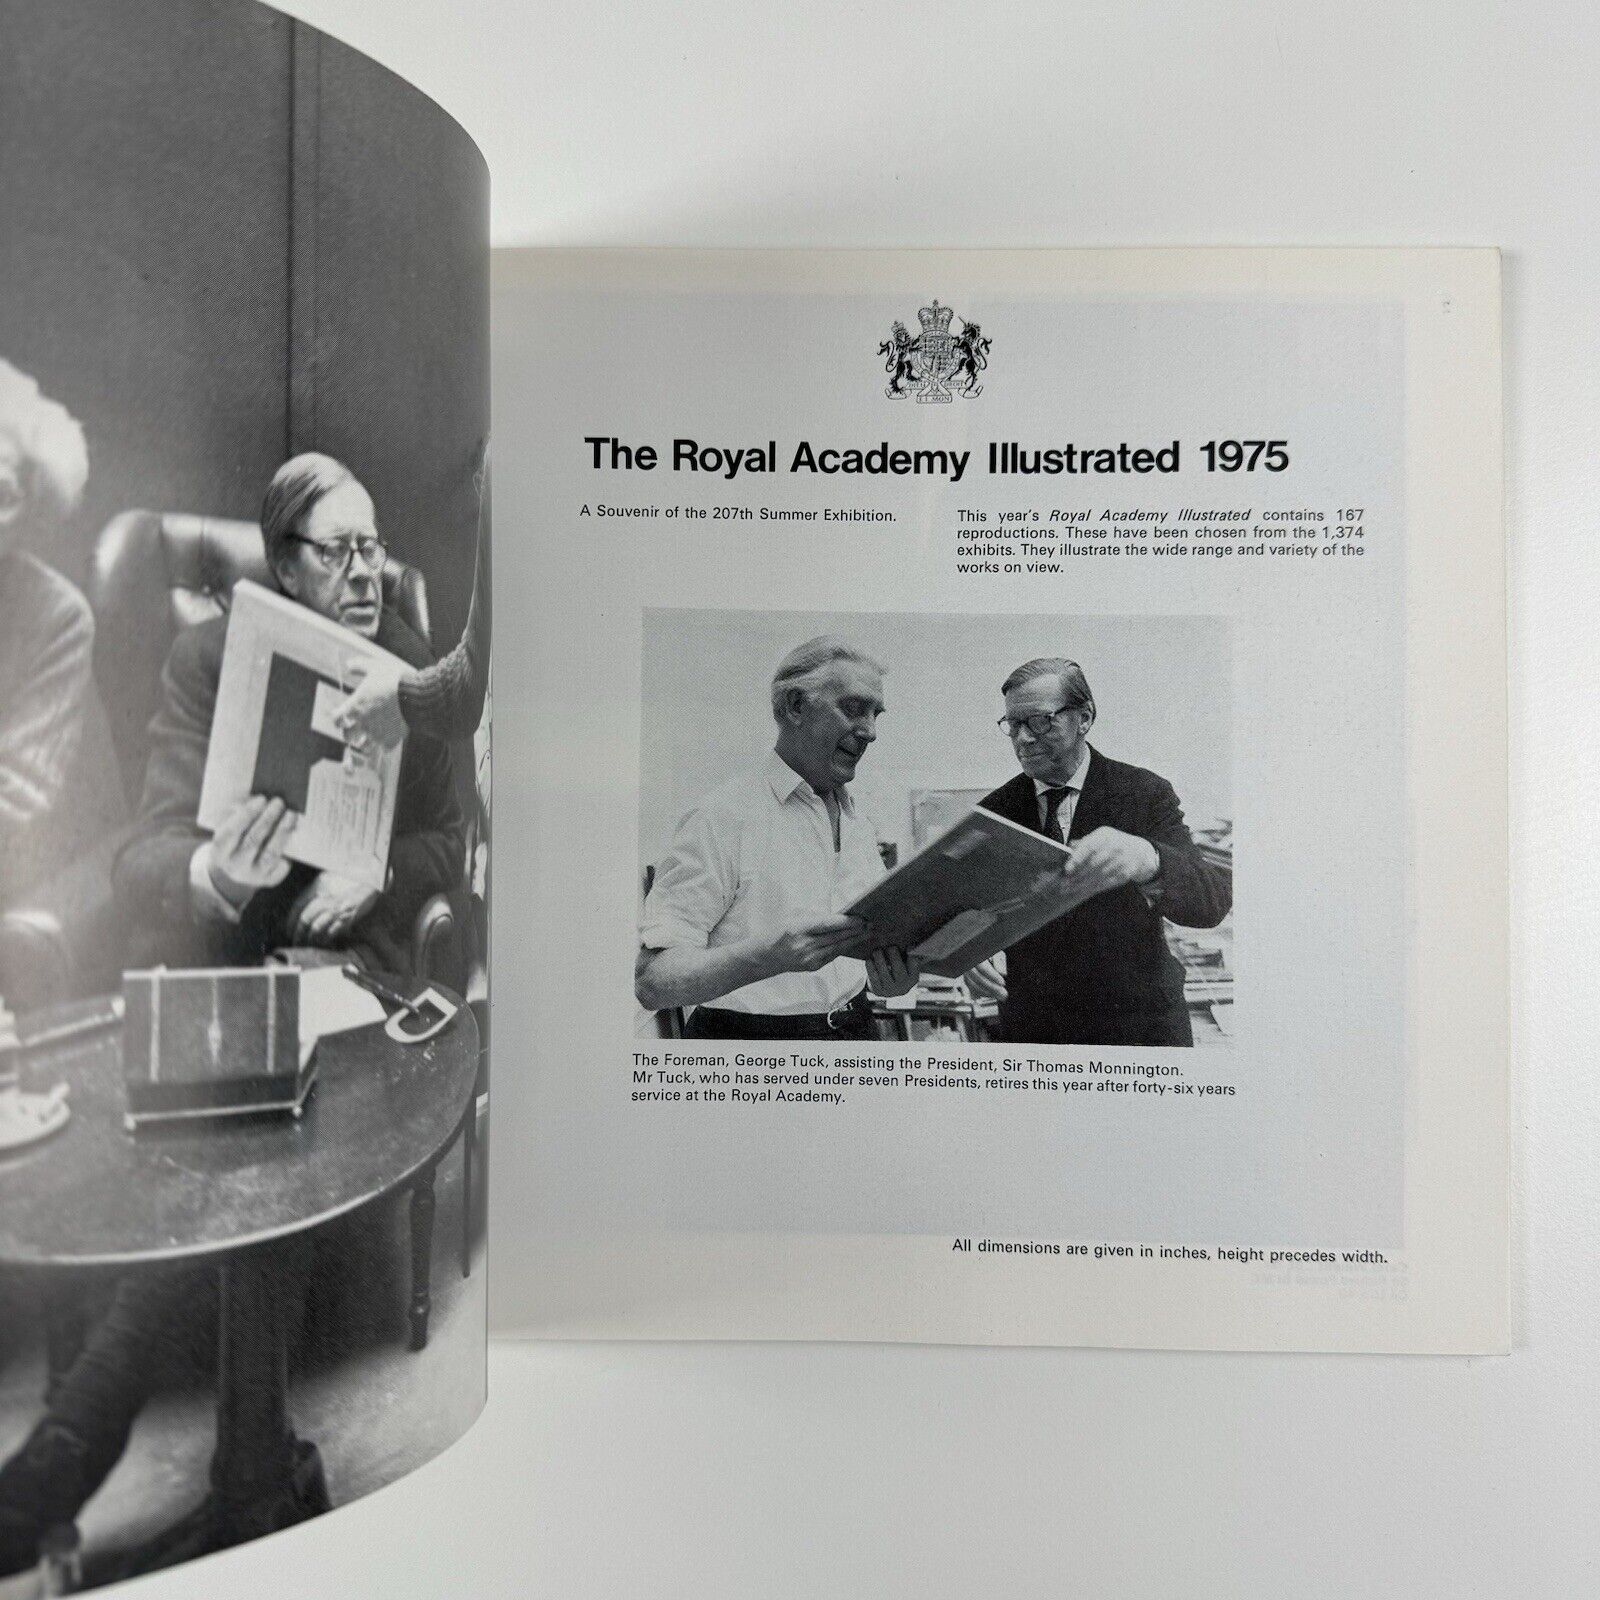 The Royal Academy Illustrated 1975
A Souvenir of the 207th Summer Exhibition.
This year's Royal Academy Illustrated contains 167
reproductions. These have been chosen from the 1,374
exhibits. They illustrate the wide range and variety of the
works on view.
The Foreman, George Tuck, assisting the President, Sir Thomas Monnington.
Mr Tuck, who has served under seven Presidents, retires this year after forty-six years
service at the Royal Academy.
All dimensions are given in inches, height precedes width.